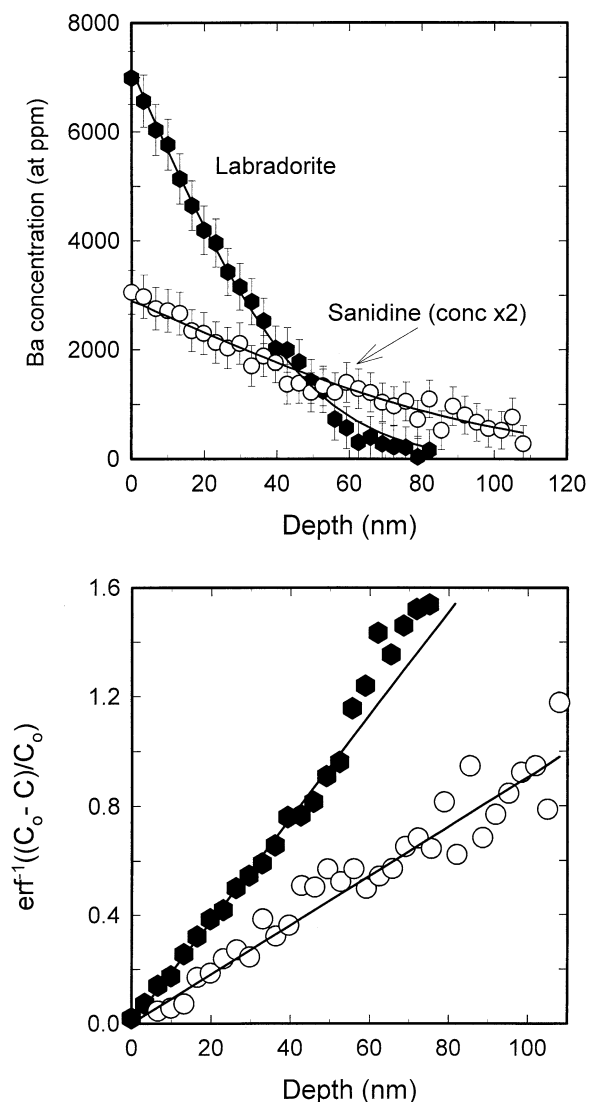 8000
6000
4000
2000
0
Ba concentration (at ppm)
Labradorite
Sanidine (conc x2)
0 20 40 60 80 100 120
Depth (nm)
1.6
1.2
0.8
0.4
0.0
erf⁻¹((Cₒ - C)/Cₒ)
0 20 40 60 80 100
Depth (nm)